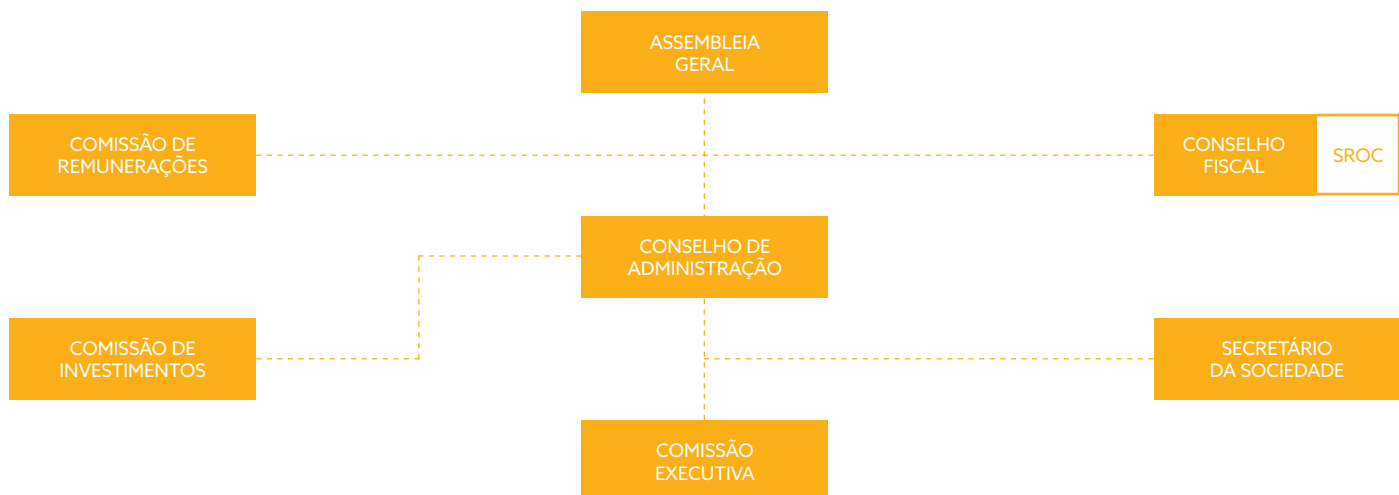 ASSEMBLEIA
GERAL
COMISSÃO DE
REMUNERAÇÕES
CONSELHO
FISCAL
SROC
CONSELHO DE
ADMINISTRAÇÃO
COMISSÃO DE
INVESTIMENTOS
SECRETÁRIO
DA SOCIEDADE
COMISSÃO
EXECUTIVA